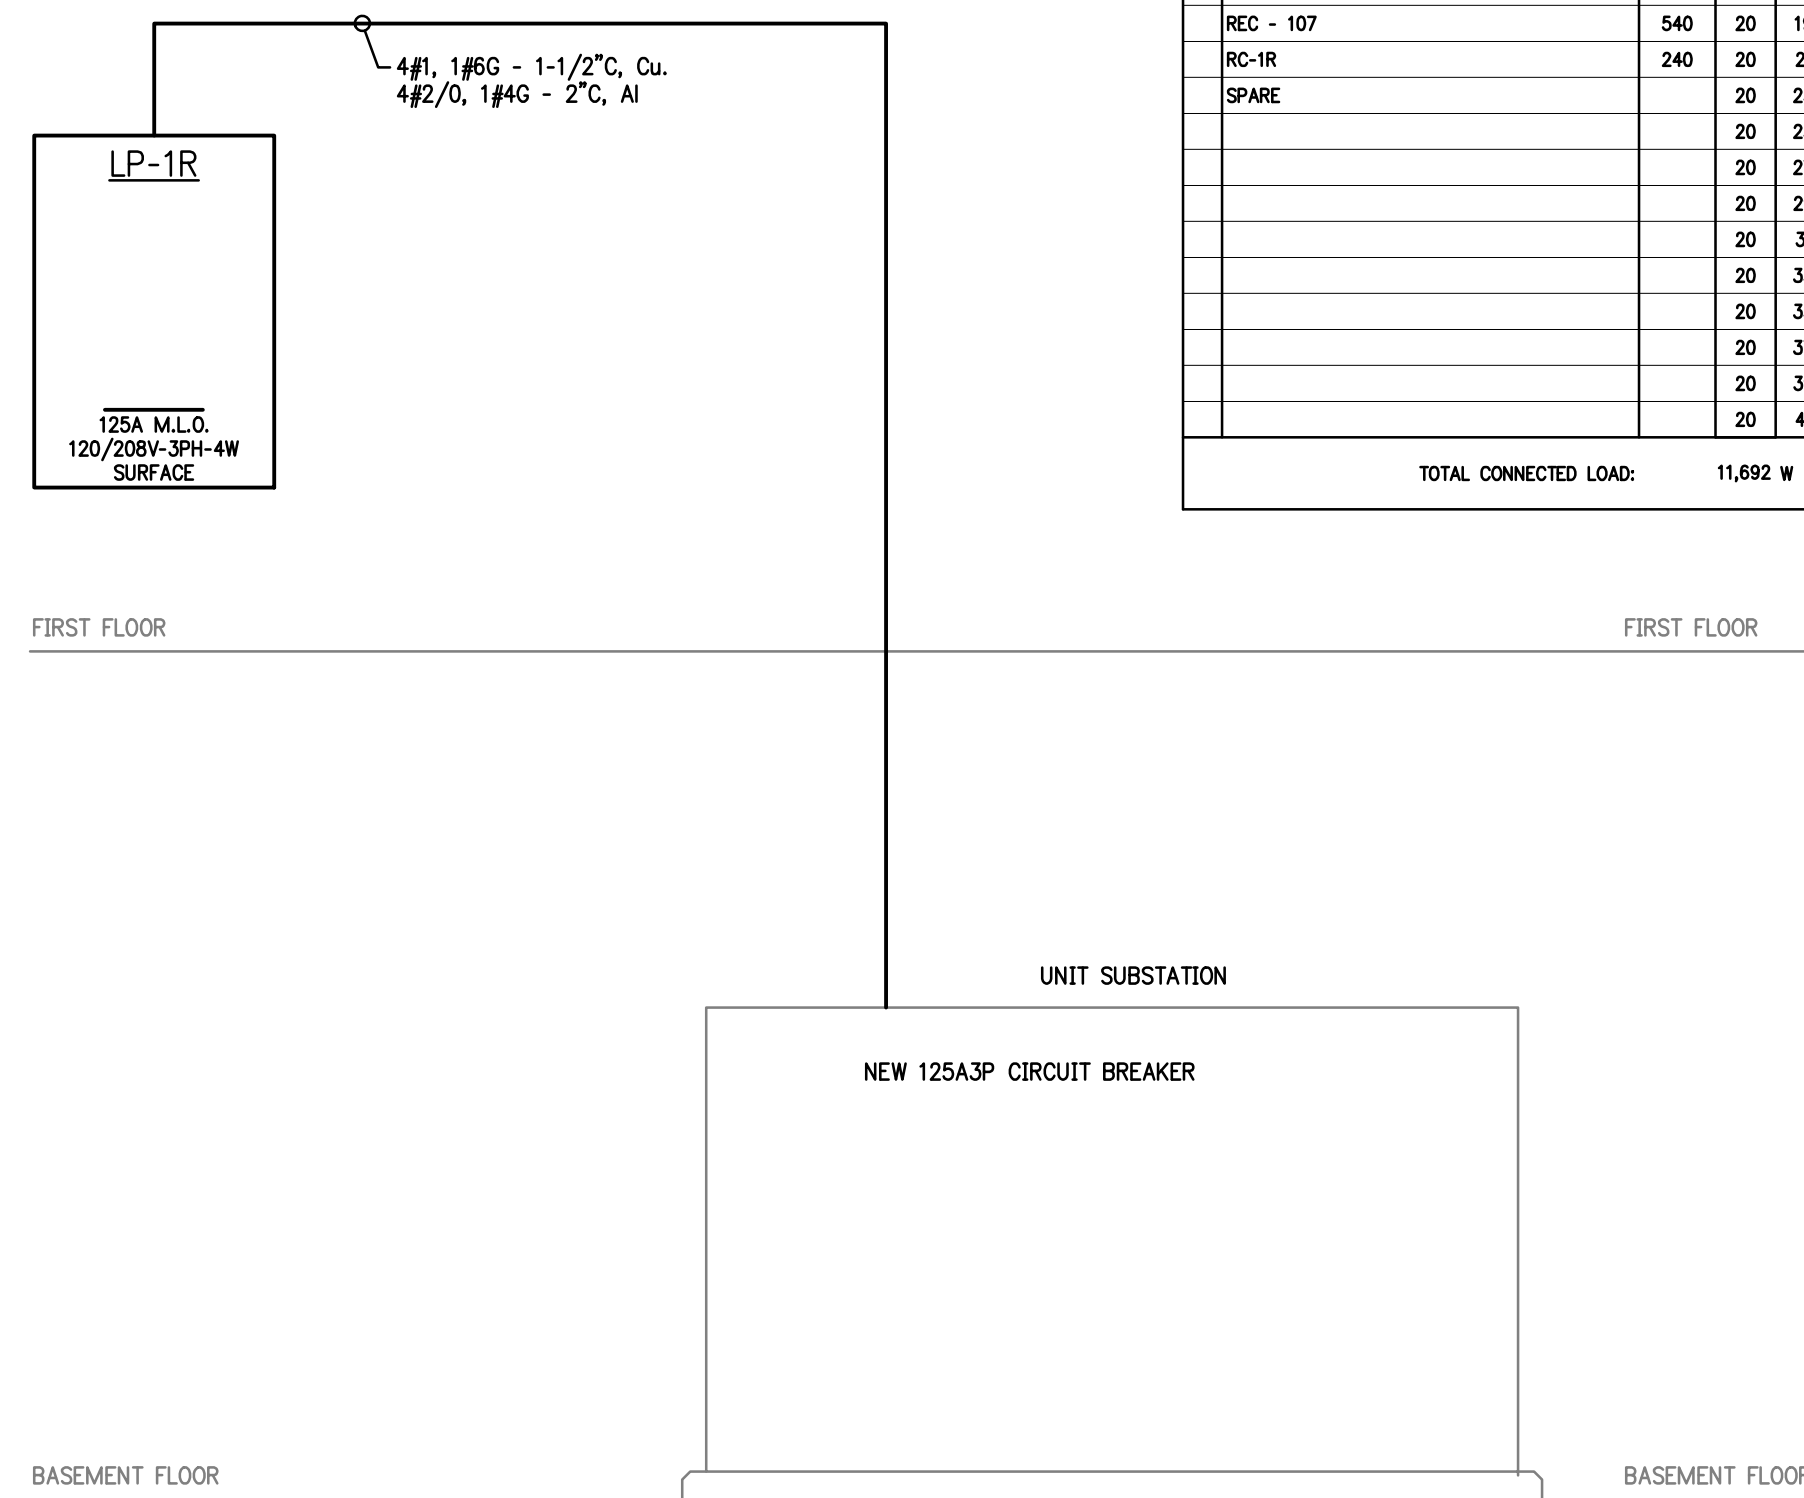 4#1, 1#6G - 1-1/2"C, Cu.
4#2/0, 1#4G - 2"C, Al
LP-1R
125A M.L.O.
120/208V-3PH-4W
SURFACE
REC - 107 540 20
RC-1R 240 20
SPARE 20
20
20
20
20
20
20
20
20
20
TOTAL CONNECTED LOAD: 11,692 W
FIRST FLOOR
FIRST FLOOR
UNIT SUBSTATION
NEW 125A3P CIRCUIT BREAKER
BASEMENT FLOOR
BASEMENT FLOOR